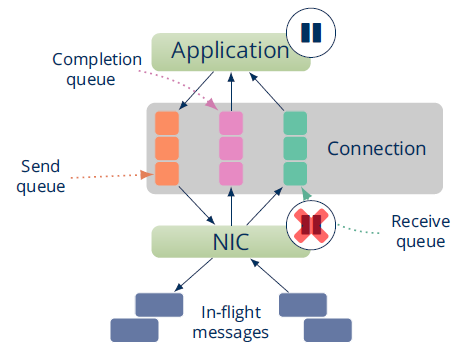 Application
Completion
queue
Connection
Send
queue
Receive
queue
NIC
In-flight
messages